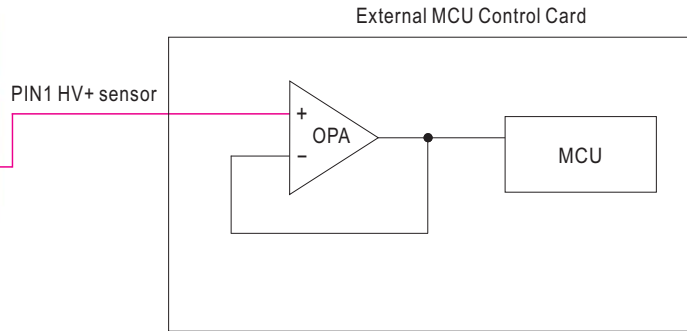 External MCU Control Card
PIN1 HV+ sensor
+
OPA
−
MCU